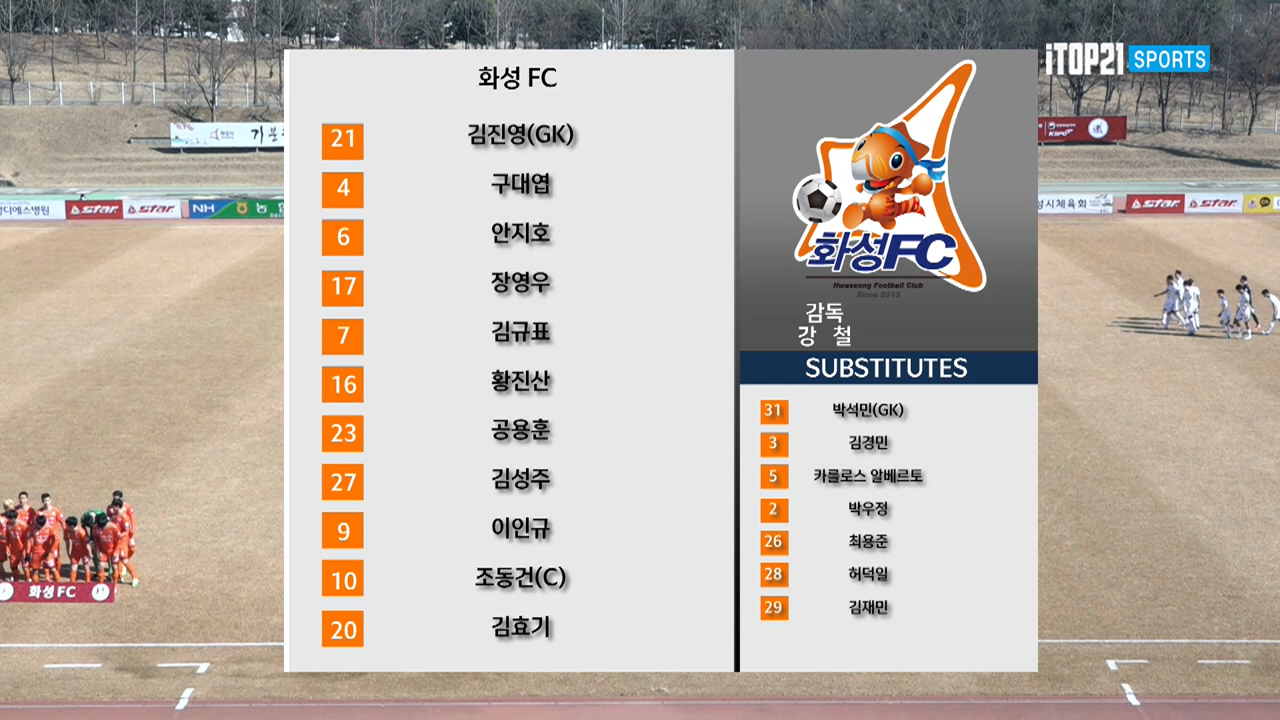 iTOP21 SPORTS
화성 FC
21 김진영(GK)
4 구대엽
6 안지호
17 장영우
7 김규표
16 황진산
23 공용훈
27 김성주
9 이인규
10 조동건(C)
20 김효기
화성FC
Hwaseong Football Club
Since 2013
감독
강 철
SUBSTITUTES
31 박석민(GK)
3 김경민
5 카를로스 알베르토
2 박우정
26 최용준
28 허덕일
29 김재민
star star NH
star star
화성FC